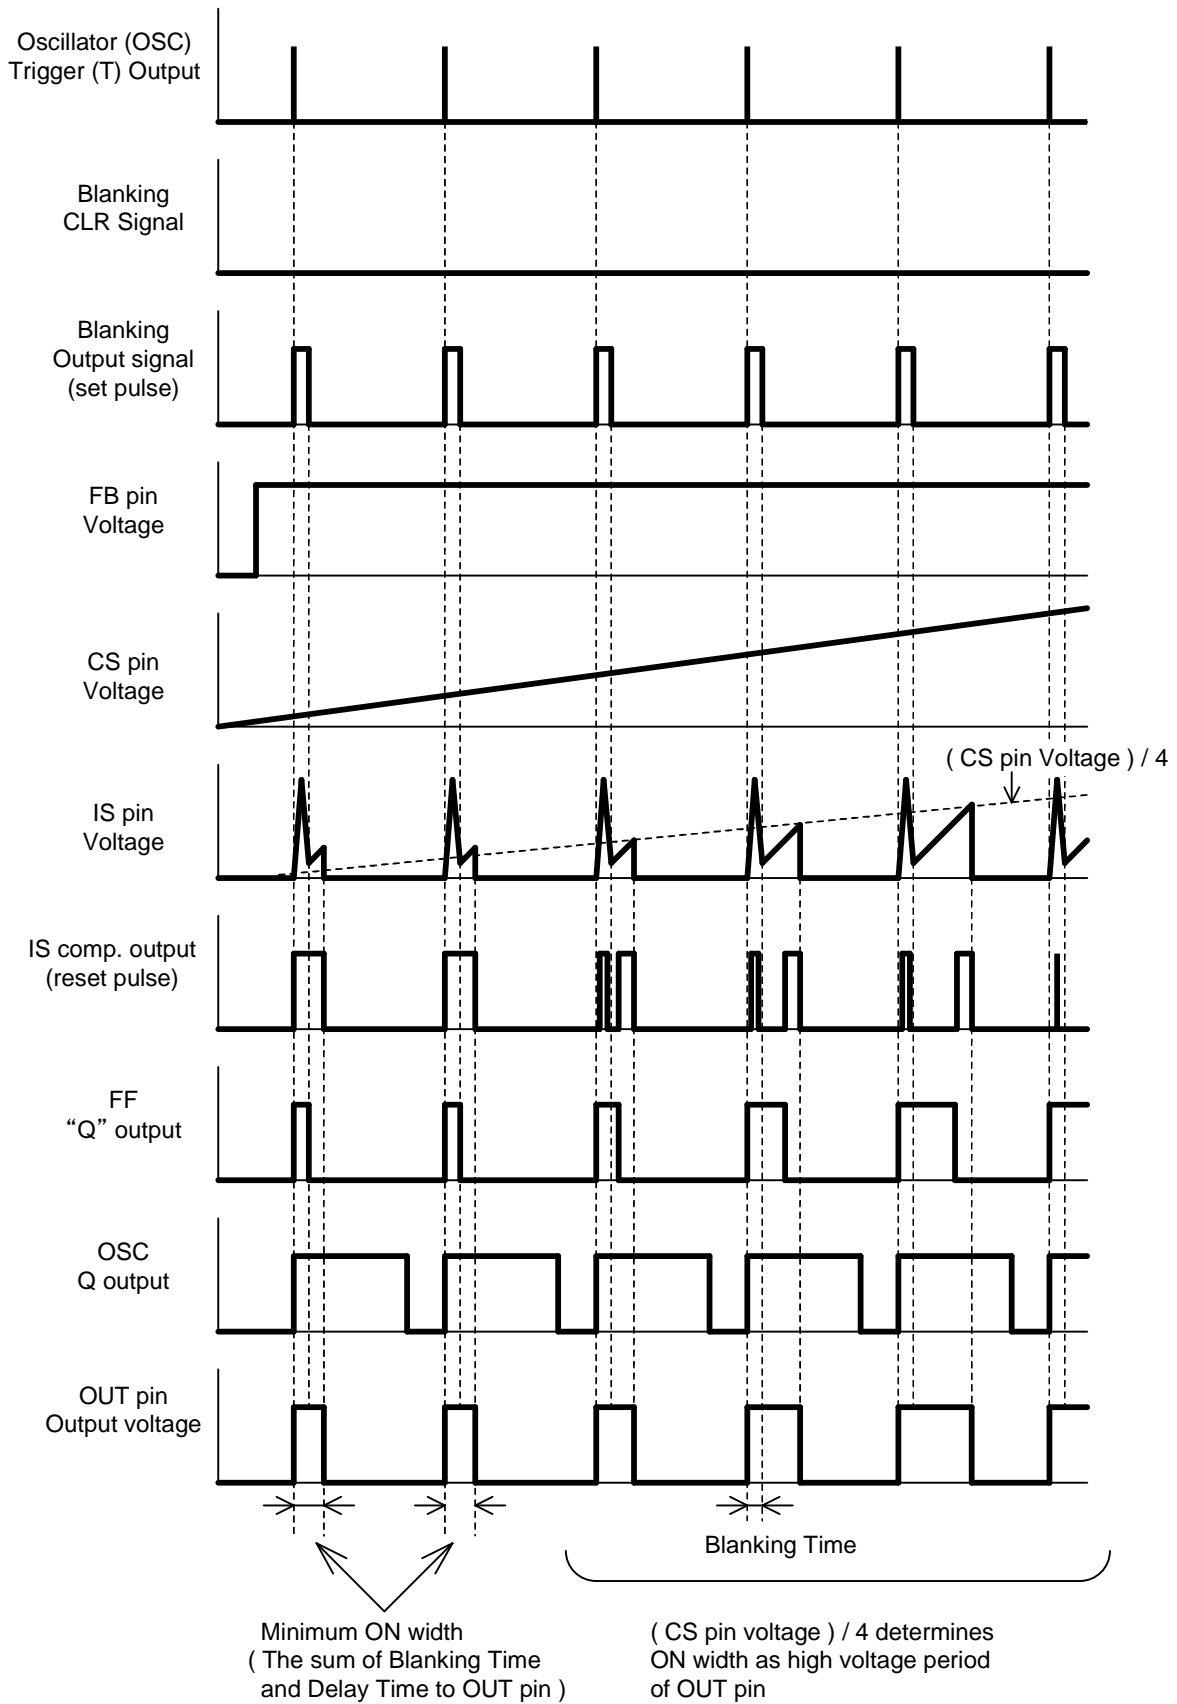 Oscillator (OSC)
Trigger (T) Output
Blanking
CLR Signal
Blanking
Output signal
(set pulse)
FB pin
Voltage
CS pin
Voltage
( CS pin Voltage ) / 4
IS pin
Voltage
IS comp. output
(reset pulse)
FF
“Q” output
OSC
Q output
OUT pin
Output voltage
Blanking Time
Minimum ON width
( The sum of Blanking Time
and Delay Time to OUT pin )
( CS pin voltage ) / 4 determines
ON width as high voltage period
of OUT pin